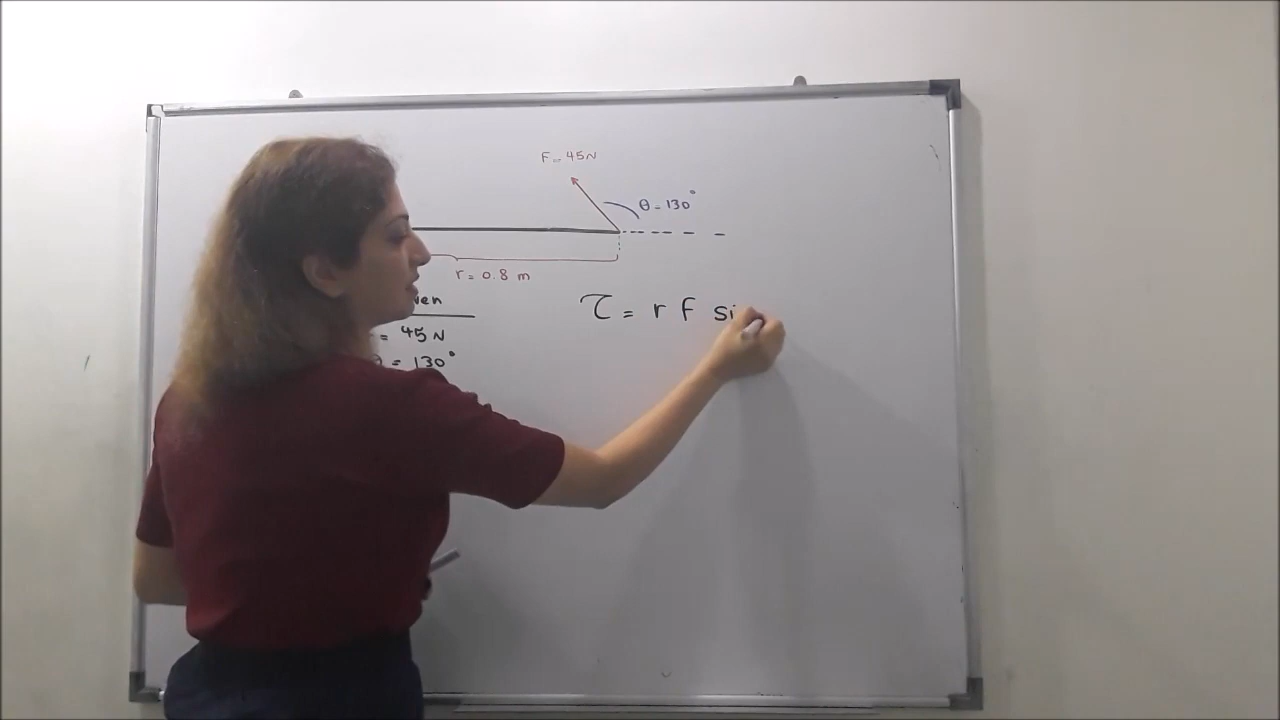 F = 45N
θ = 130°
r = 0.8 m
τ = r F si
= 45 N
θ = 130°